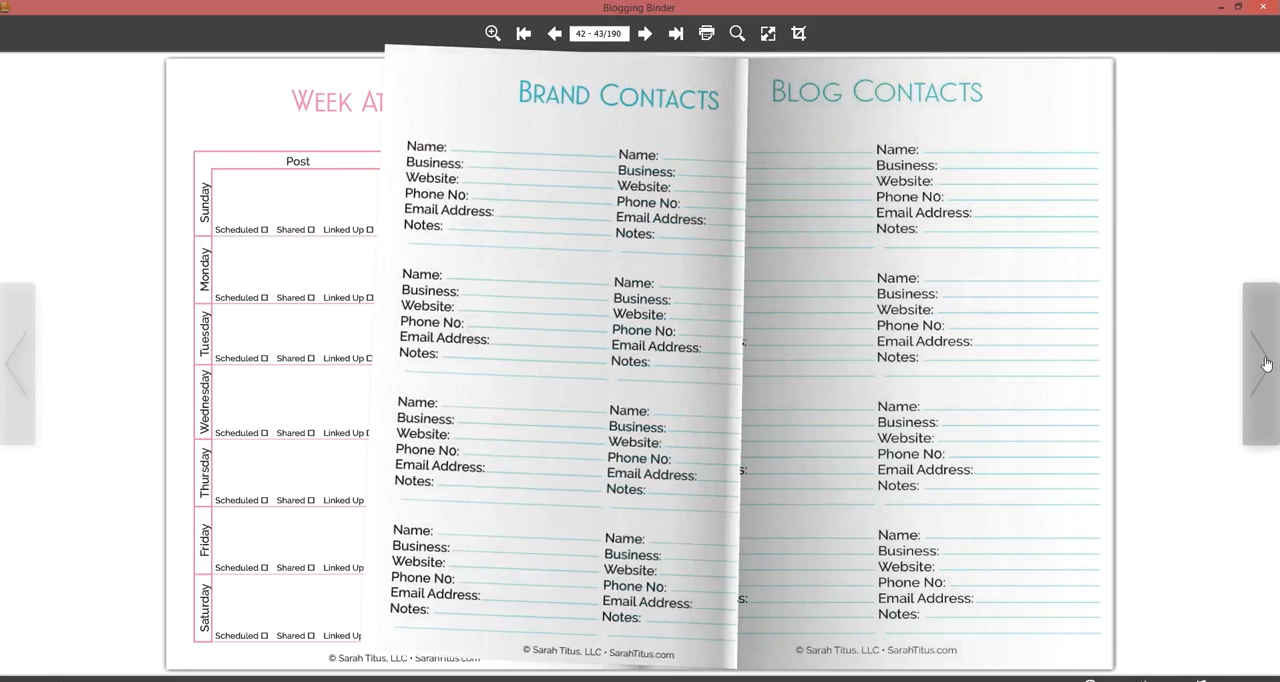 Blogging Binder
42 - 43/190
WEEK AT
Post
Sunday
Scheduled Shared Linked Up
Monday
Scheduled Shared Linked Up
Tuesday
Scheduled Shared Linked Up
Wednesday
Scheduled Shared Linked Up
Thursday
Scheduled Shared Linked Up
Friday
Scheduled Shared Linked Up
Saturday
Scheduled Shared Linked Up
© Sarah Titus, LLC • SarahTitus.com
BRAND CONTACTS
Name: Name:
Business: Business:
Website: Website:
Phone No: Phone No:
Email Address: Email Address:
Notes: Notes:
Name: Name:
Business: Business:
Website: Website:
Phone No: Phone No:
Email Address: Email Address:
Notes: Notes:
Name: Name:
Business: Business:
Website: Website:
Phone No: Phone No:
Email Address: Email Address:
Notes: Notes:
Name: Name:
Business: Business:
Website: Website:
Phone No: Phone No:
Email Address: Email Address:
Notes: Notes:
© Sarah Titus, LLC • SarahTitus.com
BLOG CONTACTS
Name:
Business:
Website:
Phone No:
Email Address:
Notes:
Name:
Business:
Website:
Phone No:
Email Address:
Notes:
Name:
Business:
Website:
Phone No:
Email Address:
Notes:
Name:
Business:
Website:
Phone No:
Email Address:
Notes:
© Sarah Titus, LLC • SarahTitus.com